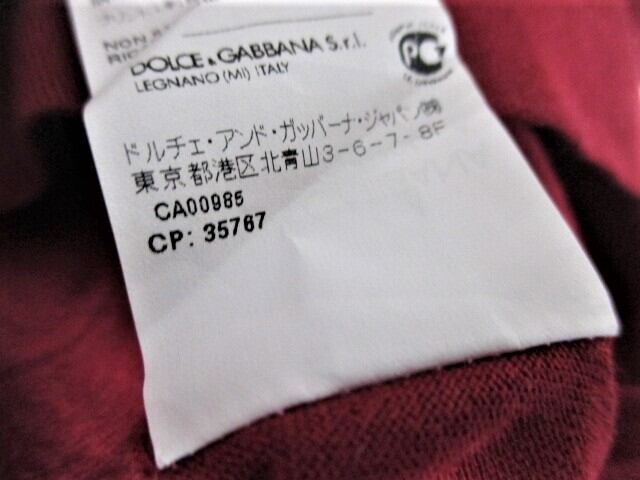 NON
DOLCE & GABBANA S.r.l.
LEGNANO (MI) ITALY
ドルチェ・アンド・ガッバーナ・ジャパン㈱
東京都港区北青山3-6-7-8F
CA00985
CP: 35767